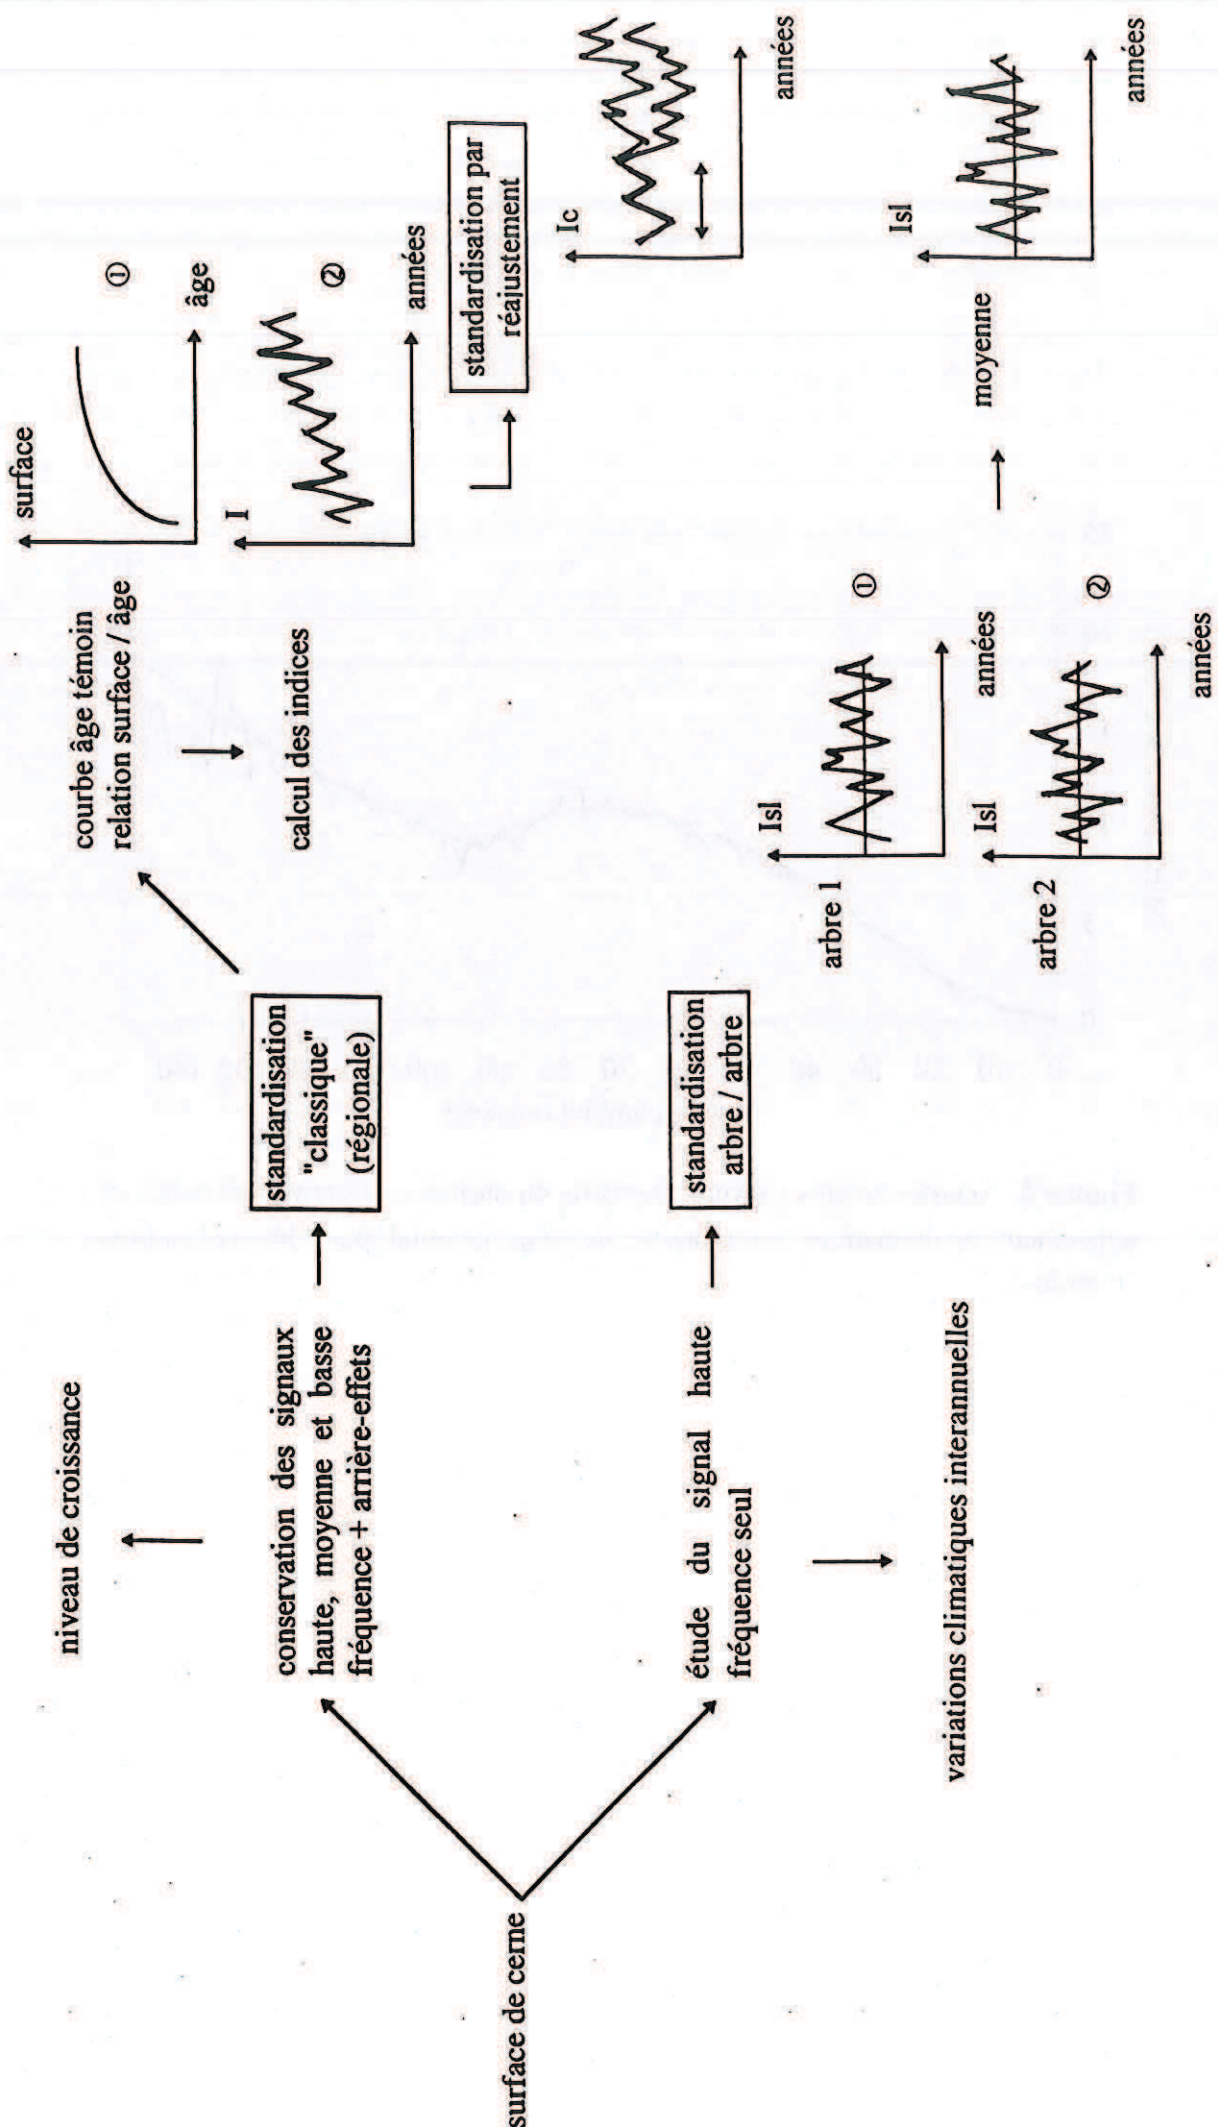 surface de cerne
niveau de croissance
conservation des signaux
haute, moyenne et basse
fréquence + arrière-effets
étude du signal haute
fréquence seul
variations climatiques interannuelles
standardisation
"classique"
(régionale)
standardisation
arbre / arbre
courbe âge témoin
relation surface / âge
calcul des indices
surface
①
âge
I
②
années
standardisation par
réajustement
Ic
années
arbre 1
Isl
①
années
arbre 2
Isl
②
années
moyenne
Isl
années